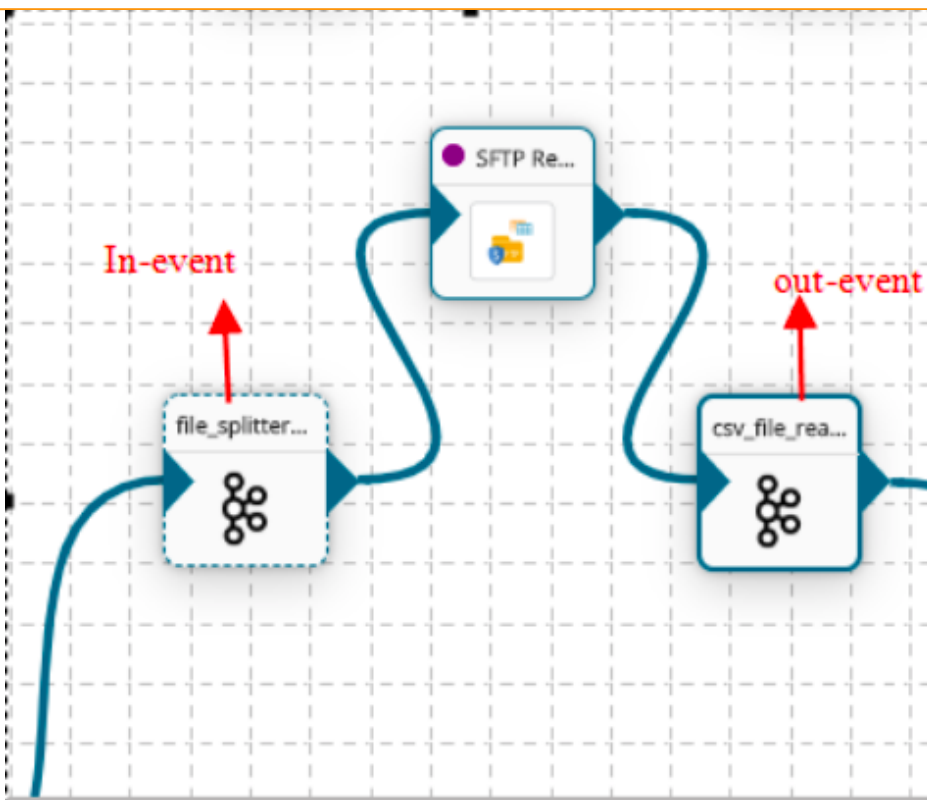 SFTP Re...
In-event
out-event
file_splitter...
csv_file_rea...